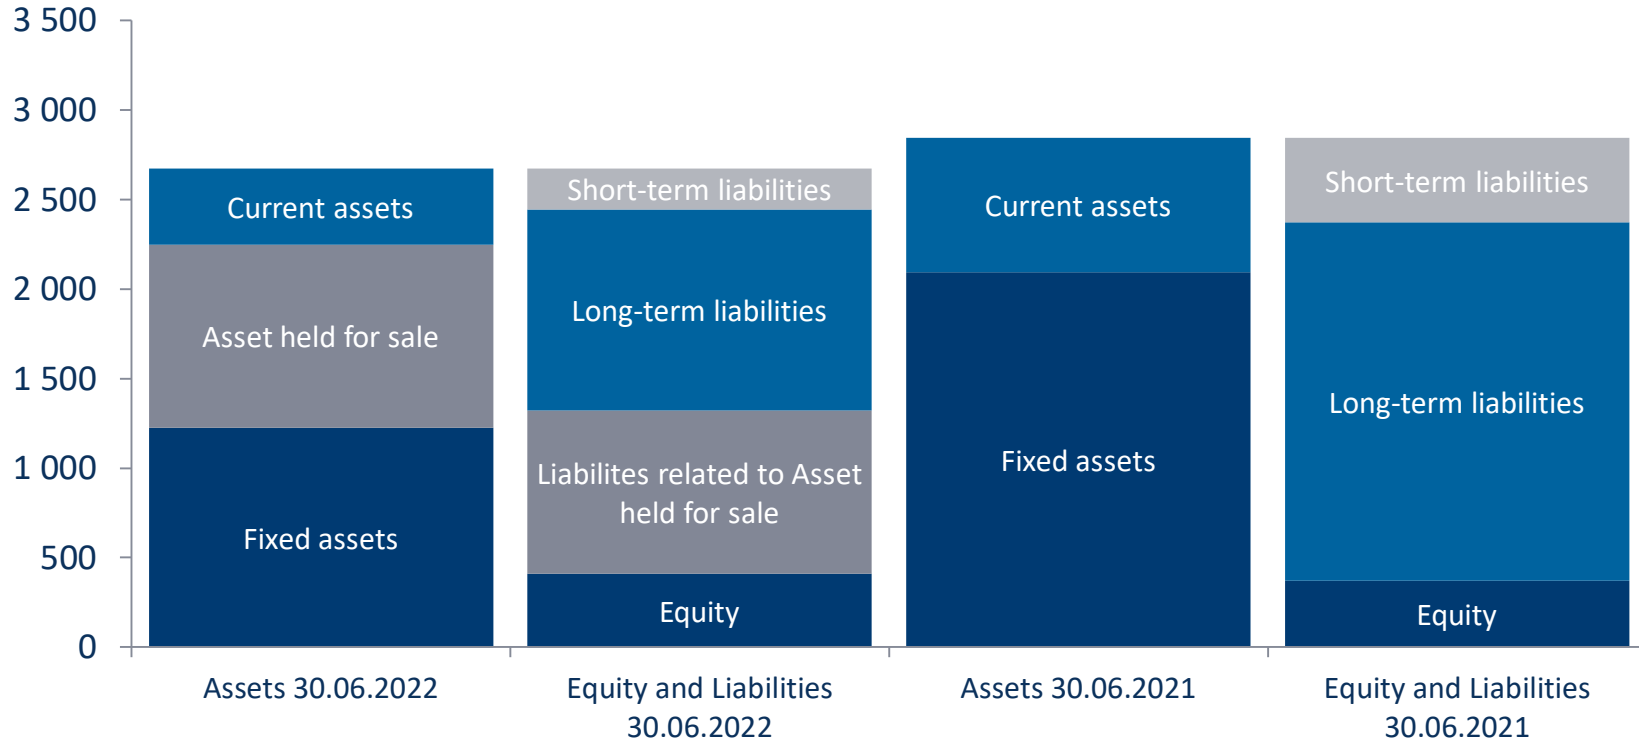 3 500
3 000
2 500
2 000
1 500
1 000
500
0
Current assets
Asset held for sale
Fixed assets
Short-term liabilities
Long-term liabilities
Liabilites related to Asset
held for sale
Equity
Current assets
Fixed assets
Short-term liabilities
Long-term liabilities
Equity
Assets 30.06.2022
Equity and Liabilities
30.06.2022
Assets 30.06.2021
Equity and Liabilities
30.06.2021